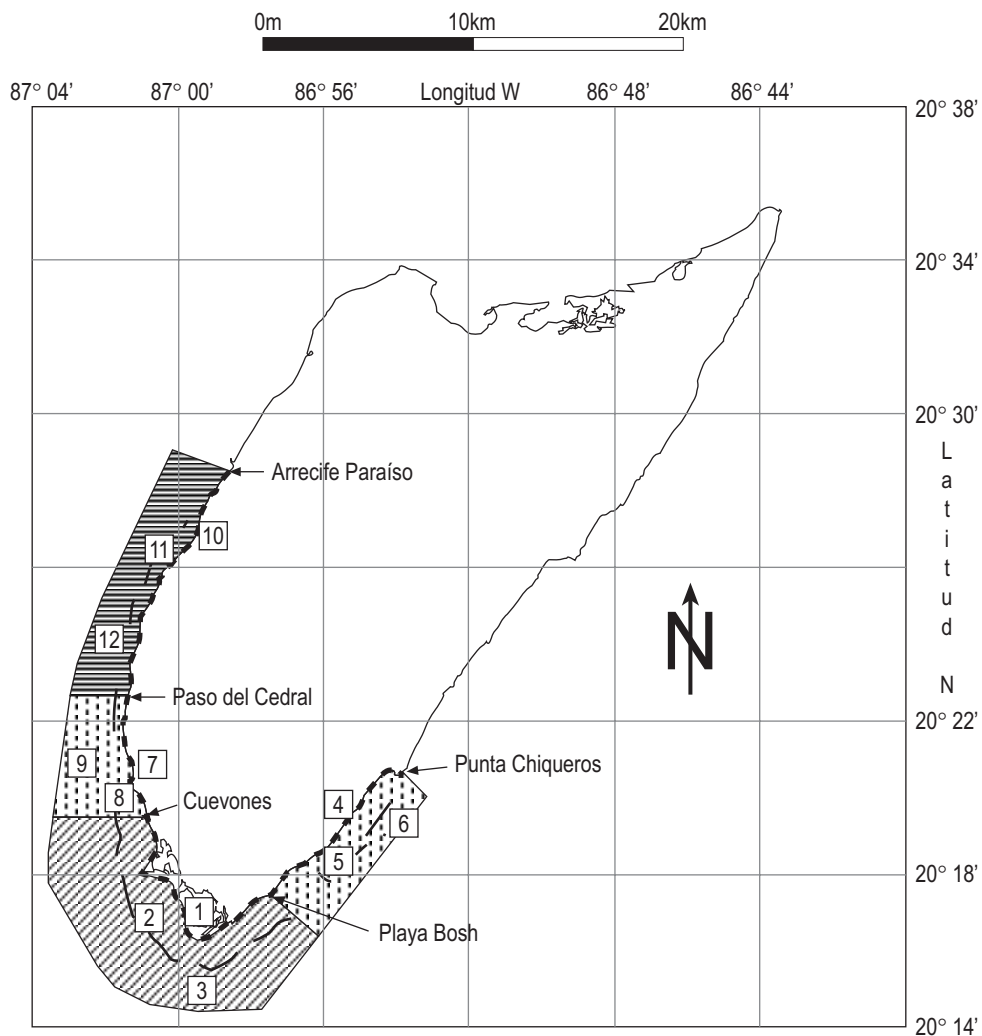 0m 10km 20km
87° 04’ 87° 00’ 86° 56’ Longitud W 86° 48’ 86° 44’
20° 38’
20° 34’
20° 30’
Latitud N
Arrecife Paraíso
10
11
12
Paso del Cedral
20° 22’
N
9
7
Punta Chiqueros
8
Cuevones
4
6
5
20° 18’
2
1
Playa Bosh
3
20° 14’